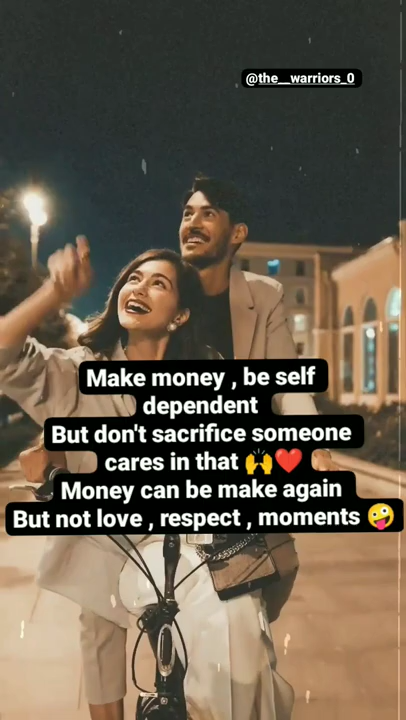 @the__warriors_0
Make money , be self
dependent
But don't sacrifice someone
cares in that 🙌❤️
Money can be make again
But not love , respect , moments 🤪